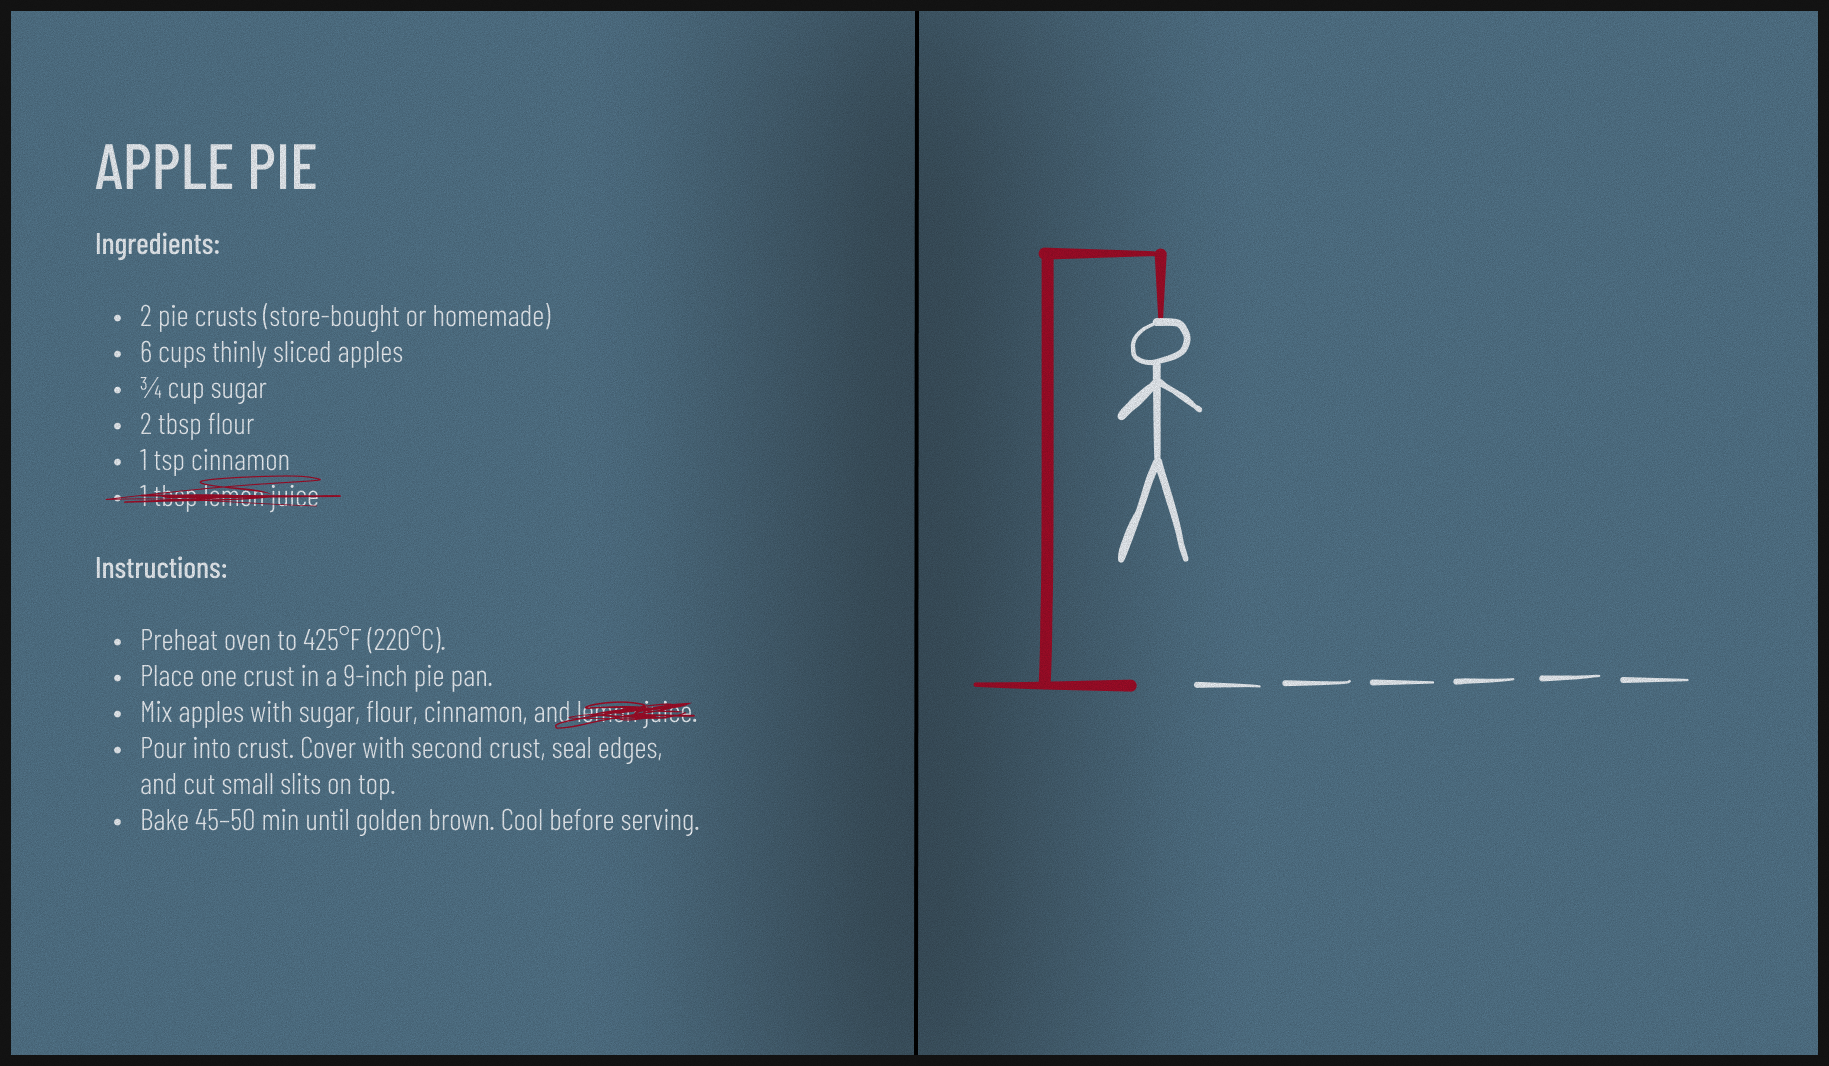 APPLE PIE
Ingredients:
• 2 pie crusts (store-bought or homemade)
• 6 cups thinly sliced apples
• ¾ cup sugar
• 2 tbsp flour
• 1 tsp cinnamon
• 1 tbsp lemon juice
Instructions:
• Preheat oven to 425°F (220°C).
• Place one crust in a 9-inch pie pan.
• Mix apples with sugar, flour, cinnamon, and lemon juice.
• Pour into crust. Cover with second crust, seal edges,
and cut small slits on top.
• Bake 45–50 min until golden brown. Cool before serving.